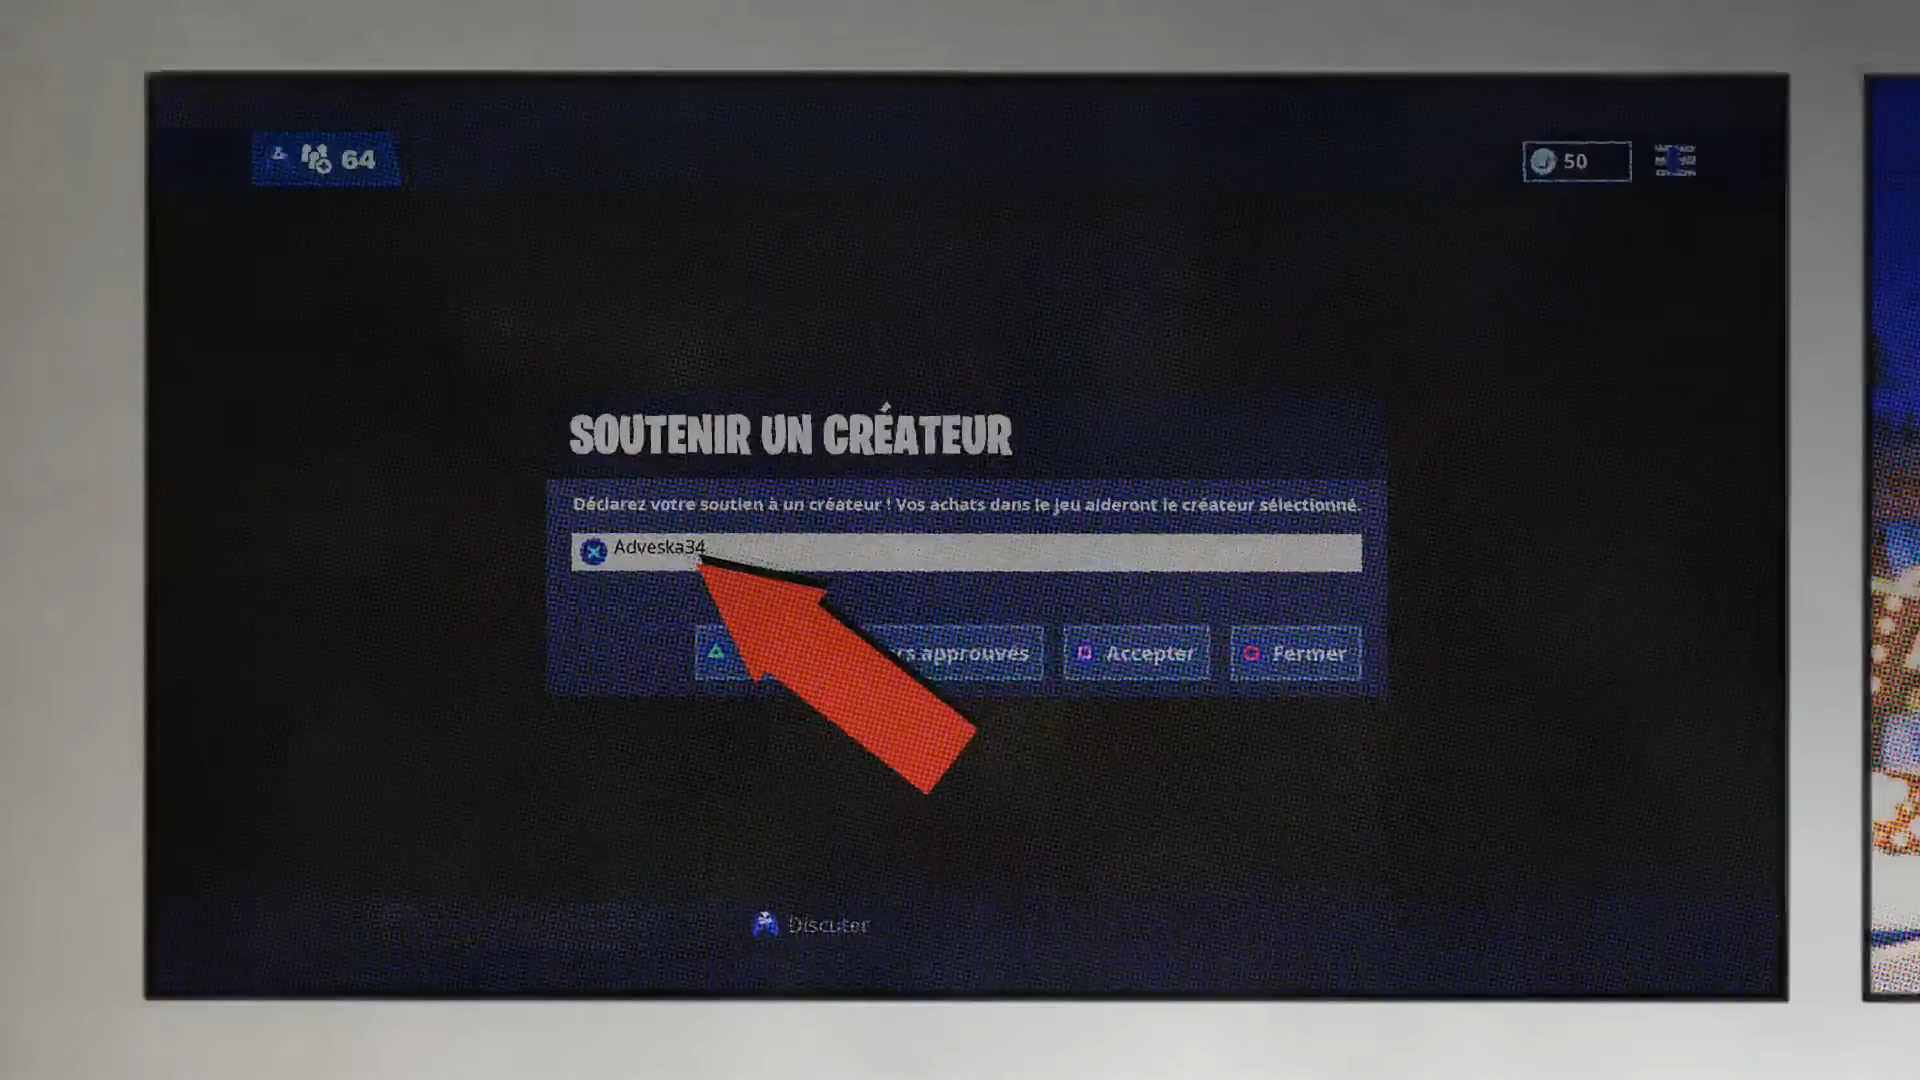 64
50
SOUTENIR UN CRÉATEUR
Déclarez votre soutien à un créateur ! Vos achats dans le jeu aideront le créateur sélectionné.
Adveska34
approuvés
Accepter
Fermer
Discuter